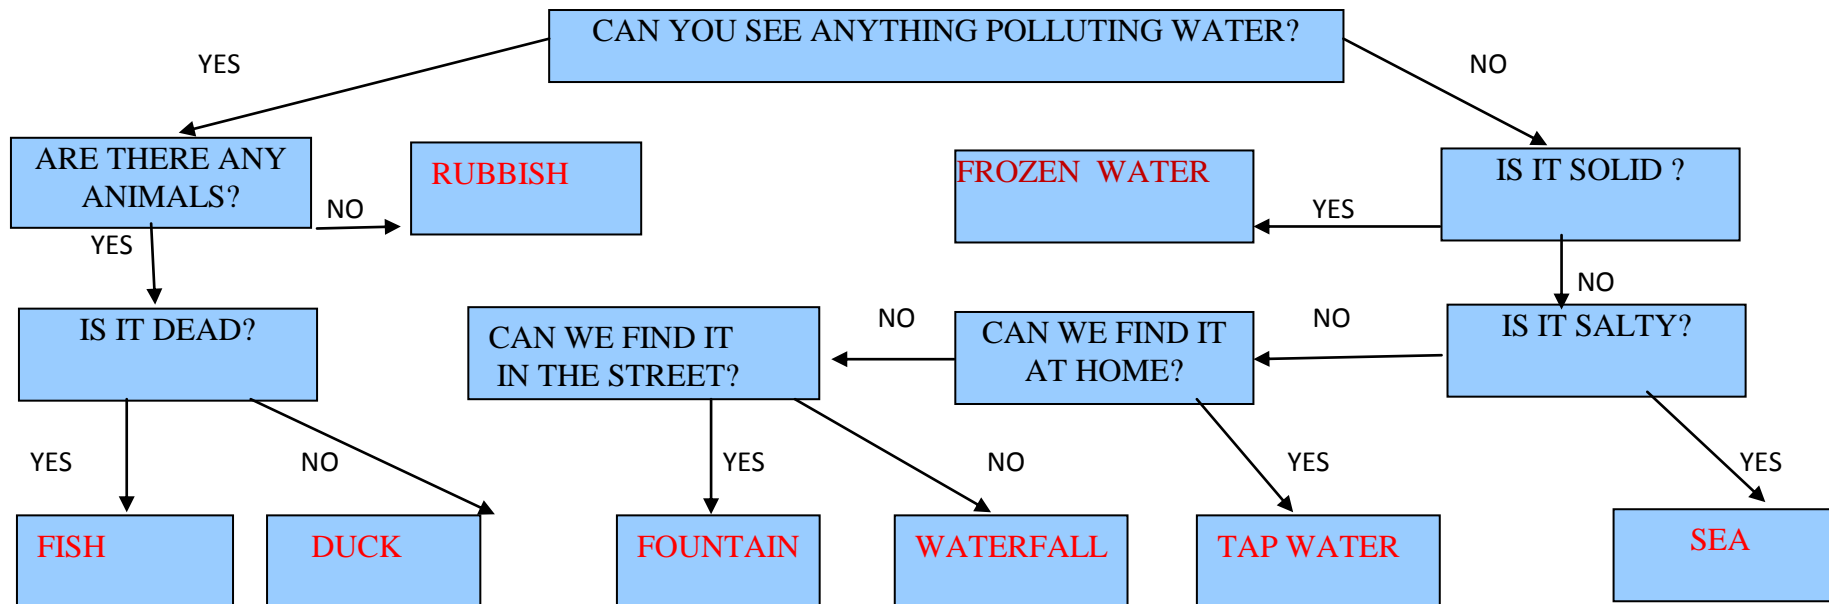 CAN YOU SEE ANYTHING POLLUTING WATER?
YES
NO
ARE THERE ANY
ANIMALS?
NO
RUBBISH
FROZEN  WATER
YES
IS IT SOLID ?
YES
NO
IS IT DEAD?
CAN WE FIND IT
IN THE STREET?
NO
CAN WE FIND IT
AT HOME?
NO
IS IT SALTY?
YES
NO
YES
NO
YES
YES
FISH
DUCK
FOUNTAIN
WATERFALL
TAP WATER
SEA